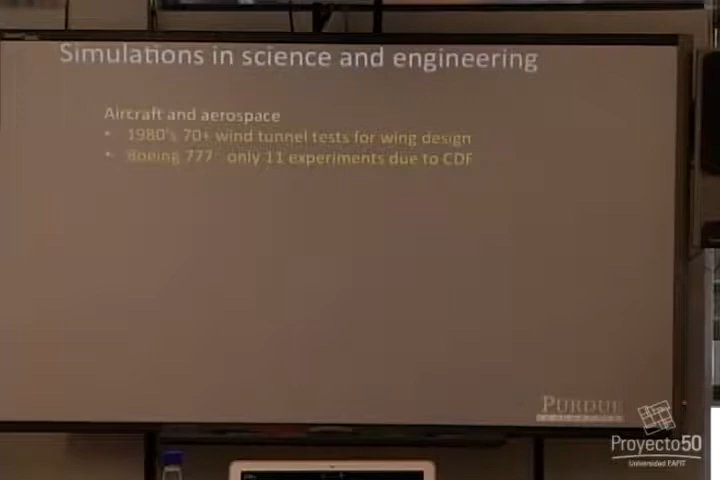 Simulations in science and engineering
Aircraft and aerospace
• 1980's 70+ wind tunnel tests for wing design
• Boeing 777: only 11 experiments due to CDF
PURDUE
Proyecto50
Universidad EAFIT